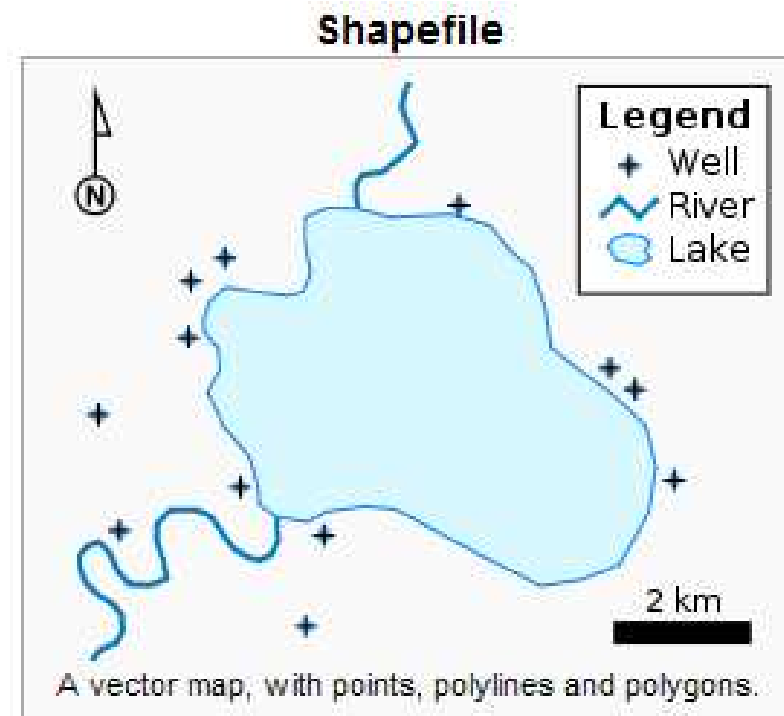 Shapefile
N
Legend
Well
River
Lake
2 km
A vector map, with points, polylines and polygons.